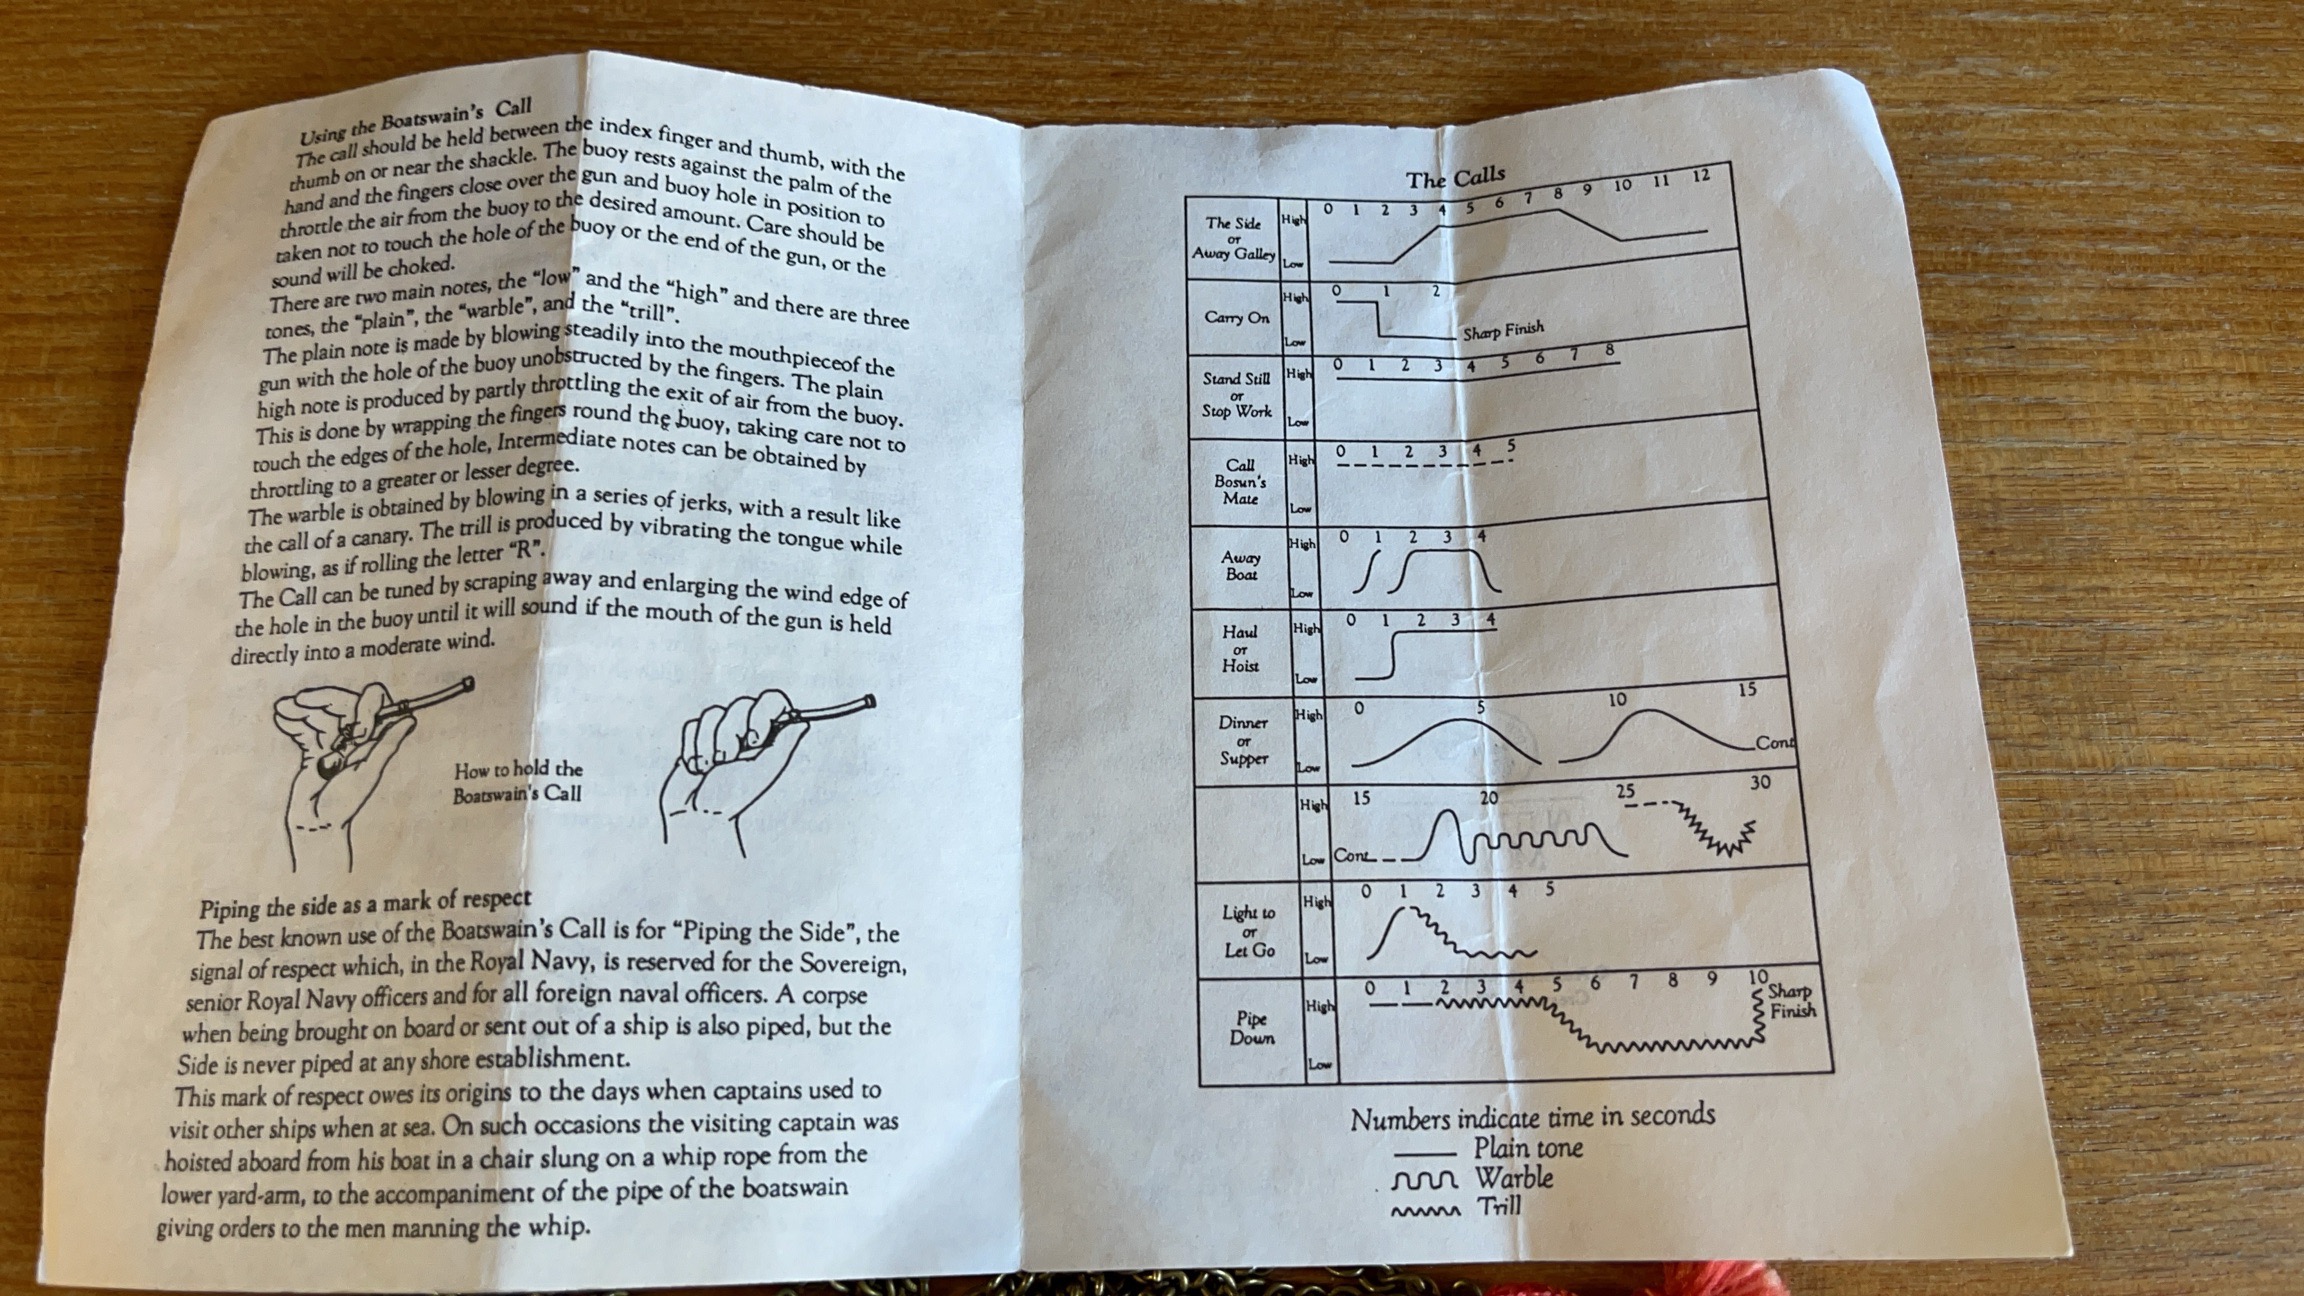 Using the Boatswain's Call
The call should be held between the index finger and thumb, with the
thumb on or near the shackle. The buoy rests against the palm of the
hand and the fingers close over the gun and buoy hole in position to
throttle the air from the buoy to the desired amount. Care should be
taken not to touch the hole of the buoy or the end of the gun, or the
sound will be choked.
There are two main notes, the "low" and the "high" and there are three
tones, the "plain", the "warble", and the "trill".
The plain note is made by blowing steadily into the mouthpieceof the
gun with the hole of the buoy unobstructed by the fingers. The plain
high note is produced by partly throttling the exit of air from the buoy.
This is done by wrapping the fingers round the buoy, taking care not to
touch the edges of the hole, Intermediate notes can be obtained by
throttling to a greater or lesser degree.
The warble is obtained by blowing in a series of jerks, with a result like
the call of a canary. The trill is produced by vibrating the tongue while
blowing, as if rolling the letter "R".
The Call can be tuned by scraping away and enlarging the wind edge of
the hole in the buoy until it will sound if the mouth of the gun is held
directly into a moderate wind.
How to hold the
Boatswain's Call
Piping the side as a mark of respect
The best known use of the Boatswain's Call is for "Piping the Side", the
signal of respect which, in the Royal Navy, is reserved for the Sovereign,
senior Royal Navy officers and for all foreign naval officers. A corpse
when being brought on board or sent out of a ship is also piped, but the
Side is never piped at any shore establishment.
This mark of respect owes its origins to the days when captains used to
visit other ships when at sea. On such occasions the visiting captain was
hoisted aboard from his boat in a chair slung on a whip rope from the
lower yard-arm, to the accompaniment of the pipe of the boatswain
giving orders to the men manning the whip.
The Calls
The Side
or
Away Galley
High
Low
0 1 2 3 4 5 6 7 8 9 10 11 12
Carry On
High
Low
0 1 2
Sharp Finish
Stand Still
or
Stop Work
High
Low
0 1 2 3 4 5 6 7 8
Call
Bosun's
Mate
High
Low
0 1 2 3 4 5
Away
Boat
High
Low
0 1 2 3 4
Haul
or
Hoist
High
Low
0 1 2 3 4
Dinner
or
Supper
High
Low
0 5 10 15
Cont
High
Low
15 20 25 30
Cont
Light to
or
Let Go
High
Low
0 1 2 3 4 5
Pipe
Down
High
Low
0 1 2 3 4 5 6 7 8 9 10
Sharp
Finish
Numbers indicate time in seconds
Plain tone
Warble
Trill